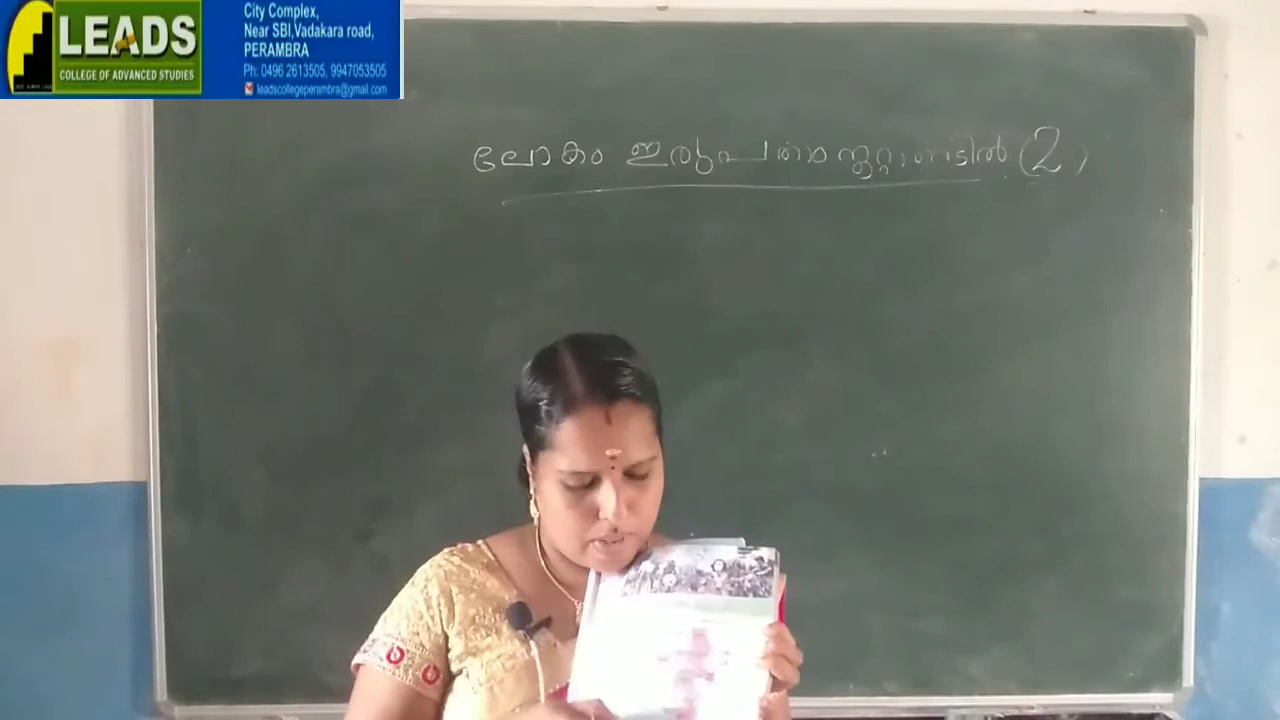 LEADS
COLLEGE OF ADVANCED STUDIES
City Complex,
Near SBI,Vadakara road,
PERAMBRA
Ph: 0496 2613505, 9947053505
leadscollegeperambra@gmail.com
ലോകം ഇരുപതാം നൂറ്റാണ്ടിൽ (2)